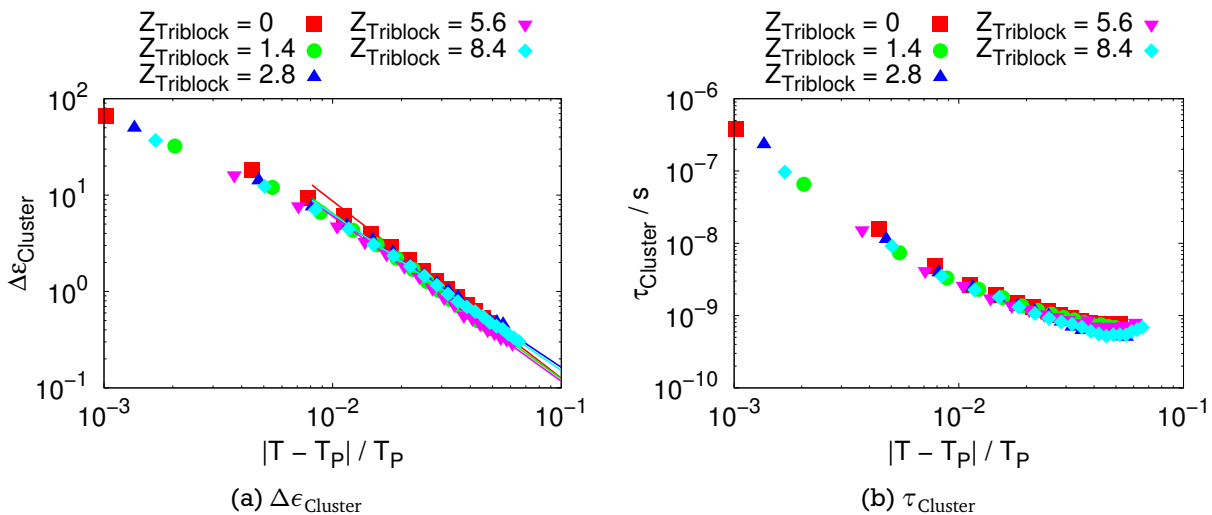 Z_Triblock = 0
Z_Triblock = 1.4
Z_Triblock = 2.8
Z_Triblock = 5.6
Z_Triblock = 8.4
10^2
10^1
10^0
10^-1
Δε_Cluster
10^-3
10^-2
10^-1
|T − T_P| / T_P
(a) Δϵ_Cluster
Z_Triblock = 0
Z_Triblock = 1.4
Z_Triblock = 2.8
Z_Triblock = 5.6
Z_Triblock = 8.4
10^-6
10^-7
10^-8
10^-9
10^-10
τ_Cluster / s
10^-3
10^-2
10^-1
|T − T_P| / T_P
(b) τ_Cluster